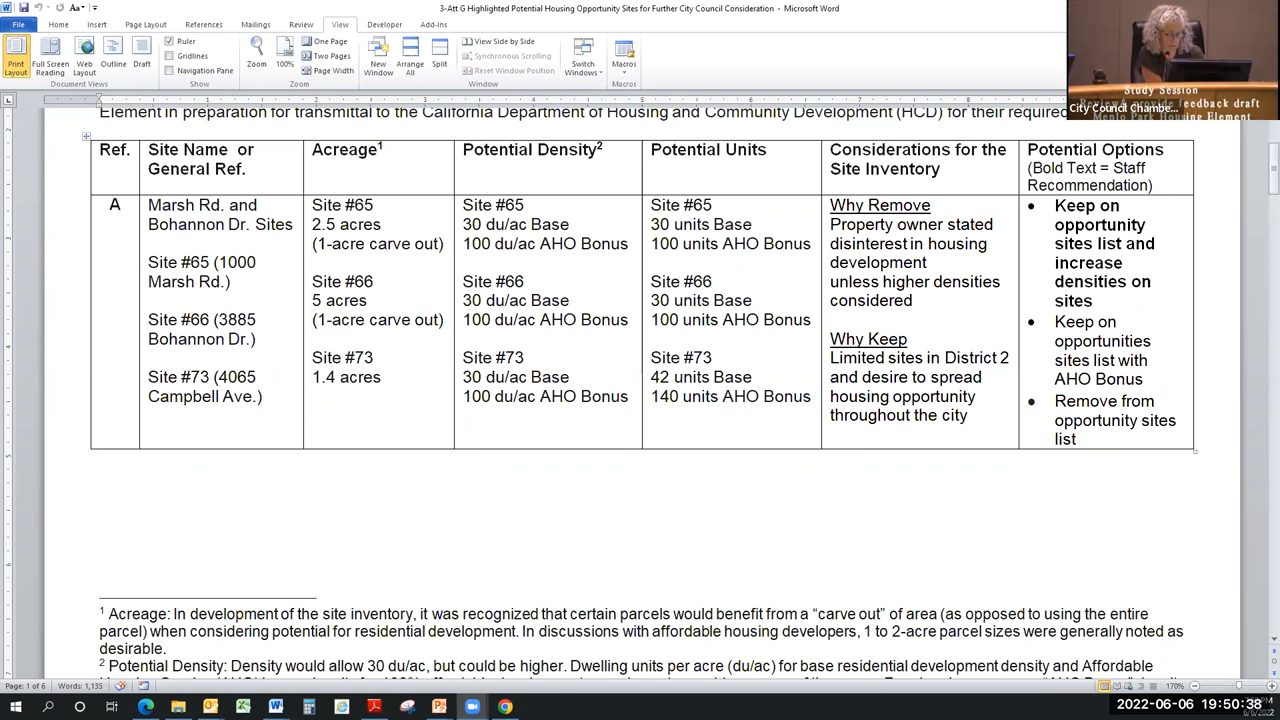 3-Att G Highlighted Potential Housing Opportunity Sites for Further City Council Consideration - Microsoft Word
File Home Insert Page Layout References Mailings Review View Developer Add-Ins Acrobat
Print Layout
Full Screen Reading
Web Layout
Outline
Draft
Document Views
Ruler
Gridlines
Navigation Pane
Show
Zoom
100%
One Page
Two Pages
Page Width
Zoom
New Window
Arrange All
Split
View Side by Side
Synchronous Scrolling
Reset Window Position
Window
Switch Windows
Macros
Macros
Study Session
Review & provide feedback draft
Menlo Park Housing Element
City Council chambe...
Element in preparation for transmittal to the California Department of Housing and Community Development (HCD) for their required
Ref.
Site Name or
General Ref.
Acreage1
Potential Density2
Potential Units
Considerations for the
Site Inventory
Potential Options
(Bold Text = Staff
Recommendation)
A
Marsh Rd. and
Bohannon Dr. Sites
Site #65 (1000
Marsh Rd.)
Site #66 (3885
Bohannon Dr.)
Site #73 (4065
Campbell Ave.)
Site #65
2.5 acres
(1-acre carve out)
Site #66
5 acres
(1-acre carve out)
Site #73
1.4 acres
Site #65
30 du/ac Base
100 du/ac AHO Bonus
Site #66
30 du/ac Base
100 du/ac AHO Bonus
Site #73
30 du/ac Base
100 du/ac AHO Bonus
Site #65
30 units Base
100 units AHO Bonus
Site #66
30 units Base
100 units AHO Bonus
Site #73
42 units Base
140 units AHO Bonus
Why Remove
Property owner stated
disinterest in housing
development
unless higher densities
considered
Why Keep
Limited sites in District 2
and desire to spread
housing opportunity
throughout the city
• Keep on
opportunity
sites list and
increase
densities on
sites
• Keep on
opportunities
sites list with
AHO Bonus
• Remove from
opportunity sites
list
1 Acreage: In development of the site inventory, it was recognized that certain parcels would benefit from a “carve out” of area (as opposed to using the entire
parcel) when considering potential for residential development. In discussions with affordable housing developers, 1 to 2-acre parcel sizes were generally noted as
desirable.
2 Potential Density: Density would allow 30 du/ac, but could be higher. Dwelling units per acre (du/ac) for base residential development density and Affordable
Page: 1 of 6 Words: 1,135
170%
2022-06-06 19:50:38